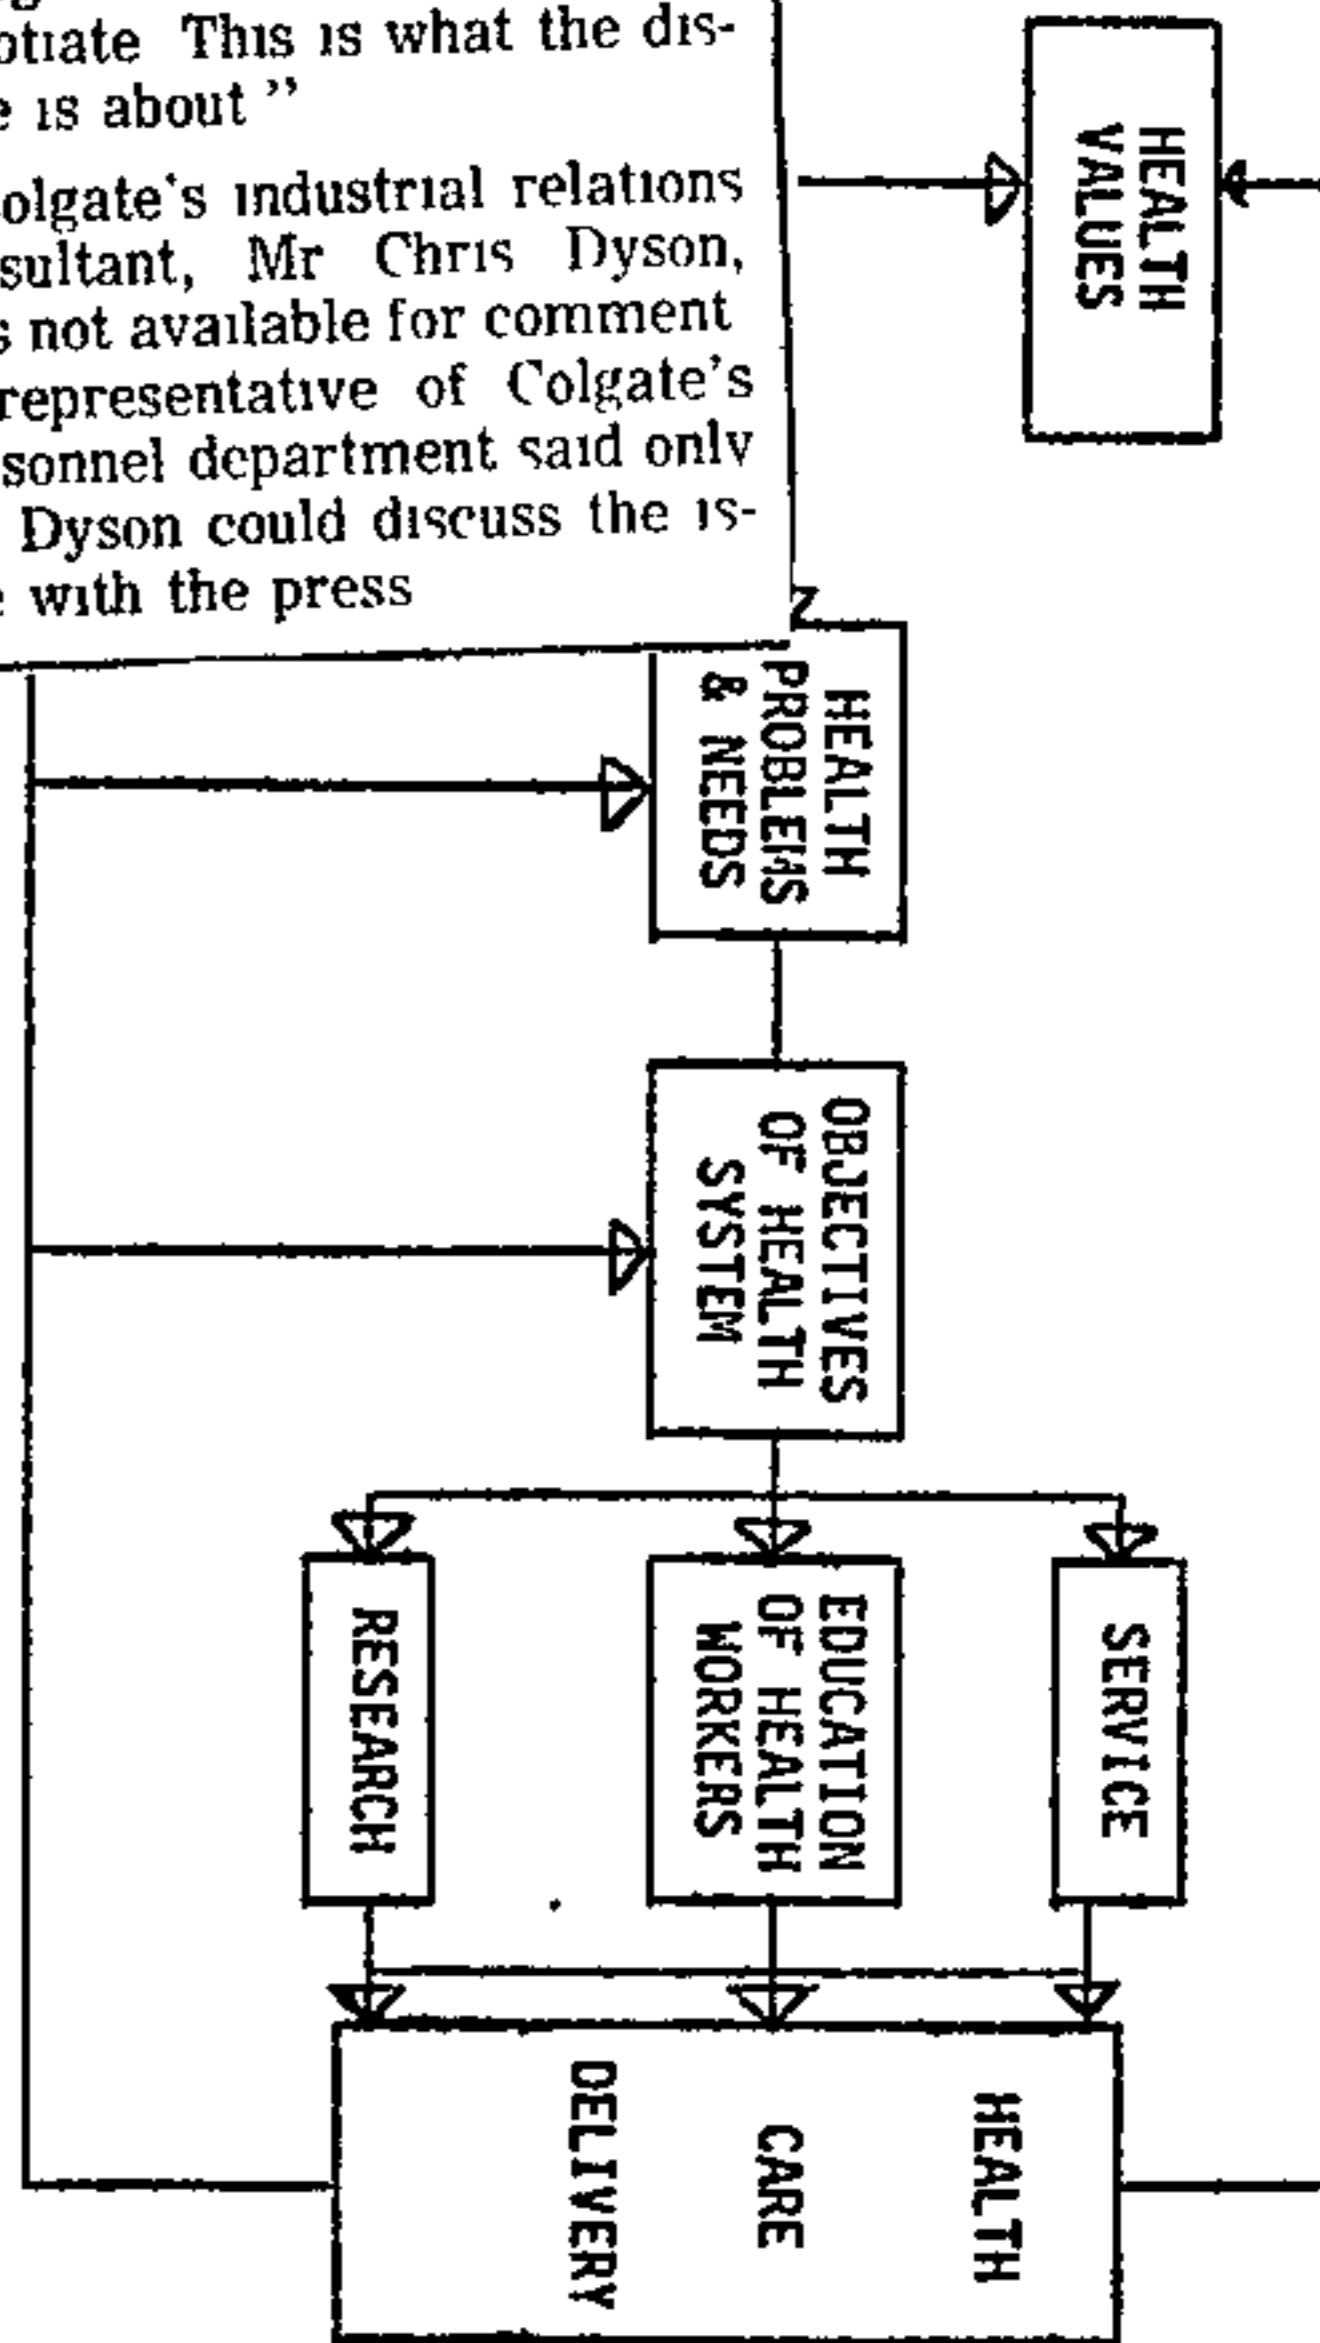 otiate This is what the dis-
e is about ”
olgate's industrial relations
sultant, Mr Chris Dyson,
s not available for comment
representative of Colgate's
sonnel department said only
Dyson could discuss the is-
e with the press
HEALTH
VALUES
HEALTH
PROBLEMS
& NEEDS
OBJECTIVES
OF HEALTH
SYSTEM
SERVICE
EDUCATION
OF HEALTH
WORKERS
RESEARCH
HEALTH
CARE
DELIVERY